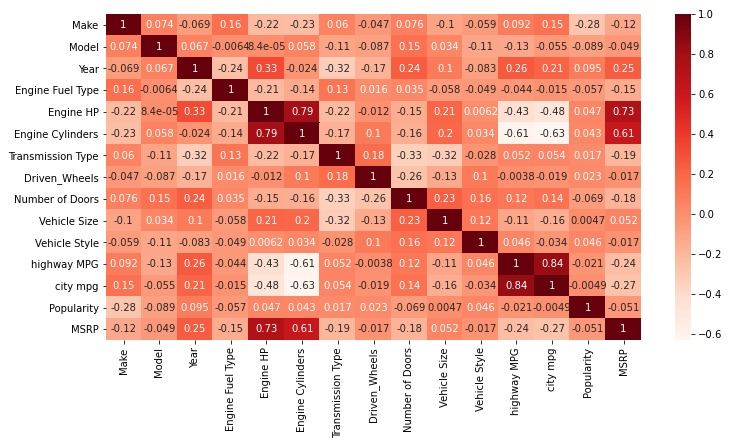 Make 1 0.074 -0.069 0.16 -0.22 -0.23 0.06 -0.047 0.076 -0.1 -0.059 0.092 0.15 -0.28 -0.12
Model 0.074 1 0.067 -0.0064 8.4e-05 0.058 -0.11 -0.087 0.15 0.034 -0.11 -0.13 -0.055 -0.089 -0.049
Year -0.069 0.067 1 -0.24 0.33 -0.024 -0.32 -0.17 0.24 0.1 -0.083 0.26 0.21 0.095 0.25
Engine Fuel Type 0.16 -0.0064 -0.24 1 -0.21 -0.14 0.13 0.016 0.035 -0.058 -0.049 -0.044 -0.015 -0.057 -0.15
Engine HP -0.22 8.4e-05 0.33 -0.21 1 0.79 -0.22 -0.012 -0.15 0.21 0.0062 -0.43 -0.48 0.047 0.73
Engine Cylinders -0.23 0.058 -0.024 -0.14 0.79 1 -0.17 0.1 -0.16 0.2 0.034 -0.61 -0.63 0.043 0.61
Transmission Type 0.06 -0.11 -0.32 0.13 -0.22 -0.17 1 0.18 -0.33 -0.32 -0.028 0.052 0.054 0.017 -0.19
Driven_Wheels -0.047 -0.087 -0.17 0.016 -0.012 0.1 0.18 1 -0.26 -0.13 0.1 -0.0038 -0.019 0.023 -0.017
Number of Doors 0.076 0.15 0.24 0.035 -0.15 -0.16 -0.33 -0.26 1 0.23 0.16 0.12 0.14 -0.069 -0.18
Vehicle Size -0.1 0.034 0.1 -0.058 0.21 0.2 -0.32 -0.13 0.23 1 0.12 -0.11 -0.16 0.0047 0.052
Vehicle Style -0.059 -0.11 -0.083 -0.049 0.0062 0.034 -0.028 0.1 0.16 0.12 1 0.046 -0.034 0.046 -0.017
highway MPG 0.092 -0.13 0.26 -0.044 -0.43 -0.61 0.052 -0.0038 0.12 -0.11 0.046 1 0.84 -0.021 -0.24
city mpg 0.15 -0.055 0.21 -0.015 -0.48 -0.63 0.054 -0.019 0.14 -0.16 -0.034 0.84 1 -0.0049 -0.27
Popularity -0.28 -0.089 0.095 -0.057 0.047 0.043 0.017 0.023 -0.069 0.0047 0.046 -0.021 -0.0049 1 -0.051
MSRP -0.12 -0.049 0.25 -0.15 0.73 0.61 -0.19 -0.017 -0.18 0.052 -0.017 -0.24 -0.27 -0.051 1
Make
Model
Year
Engine Fuel Type
Engine HP
Engine Cylinders
Transmission Type
Driven_Wheels
Number of Doors
Vehicle Size
Vehicle Style
highway MPG
city mpg
Popularity
MSRP
1.0
0.8
0.6
0.4
0.2
0.0
-0.2
-0.4
-0.6